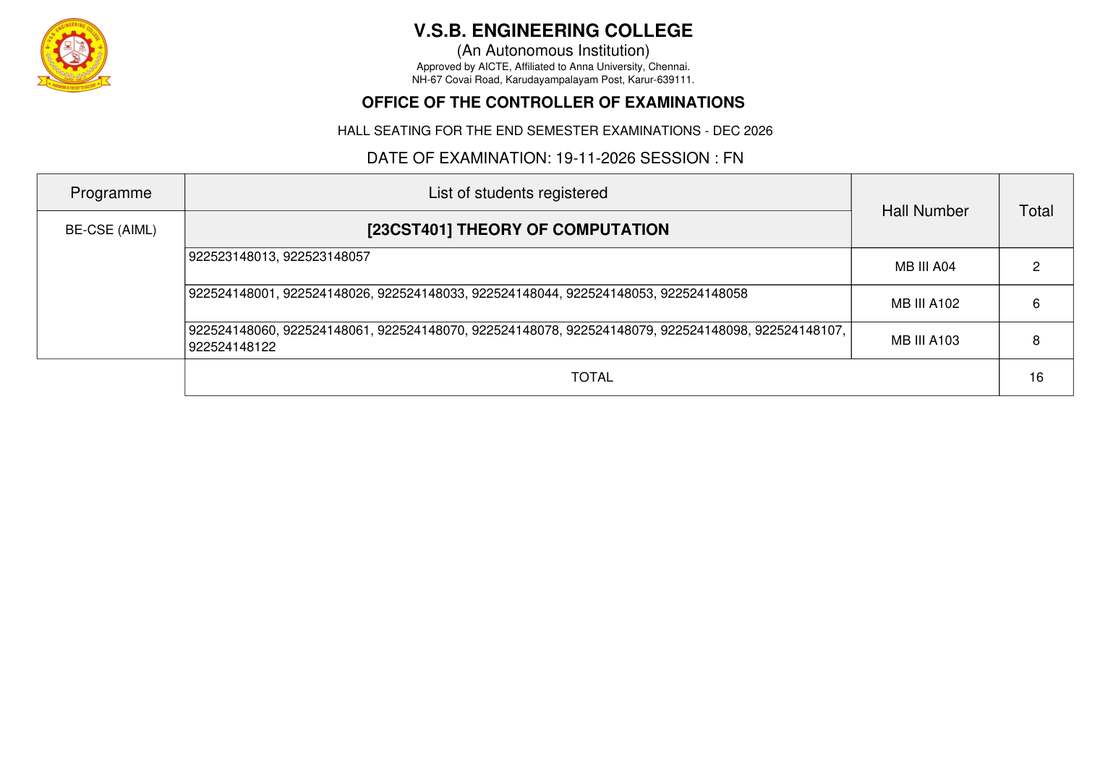 V.S.B. ENGINEERING COLLEGE
(An Autonomous Institution)
Approved by AICTE, Affiliated to Anna University, Chennai.
NH-67 Covai Road, Karudayampalayam Post, Karur-639111.
OFFICE OF THE CONTROLLER OF EXAMINATIONS
HALL SEATING FOR THE END SEMESTER EXAMINATIONS - DEC 2026
DATE OF EXAMINATION: 19-11-2026 SESSION : FN
Programme List of students registered Hall Number Total
BE-CSE (AIML) [23CST401] THEORY OF COMPUTATION
922523148013, 922523148057 MB III A04 2
922524148001, 922524148026, 922524148033, 922524148044, 922524148053, 922524148058 MB III A102 6
922524148060, 922524148061, 922524148070, 922524148078, 922524148079, 922524148098, 922524148107, MB III A103 8
922524148122
TOTAL 16